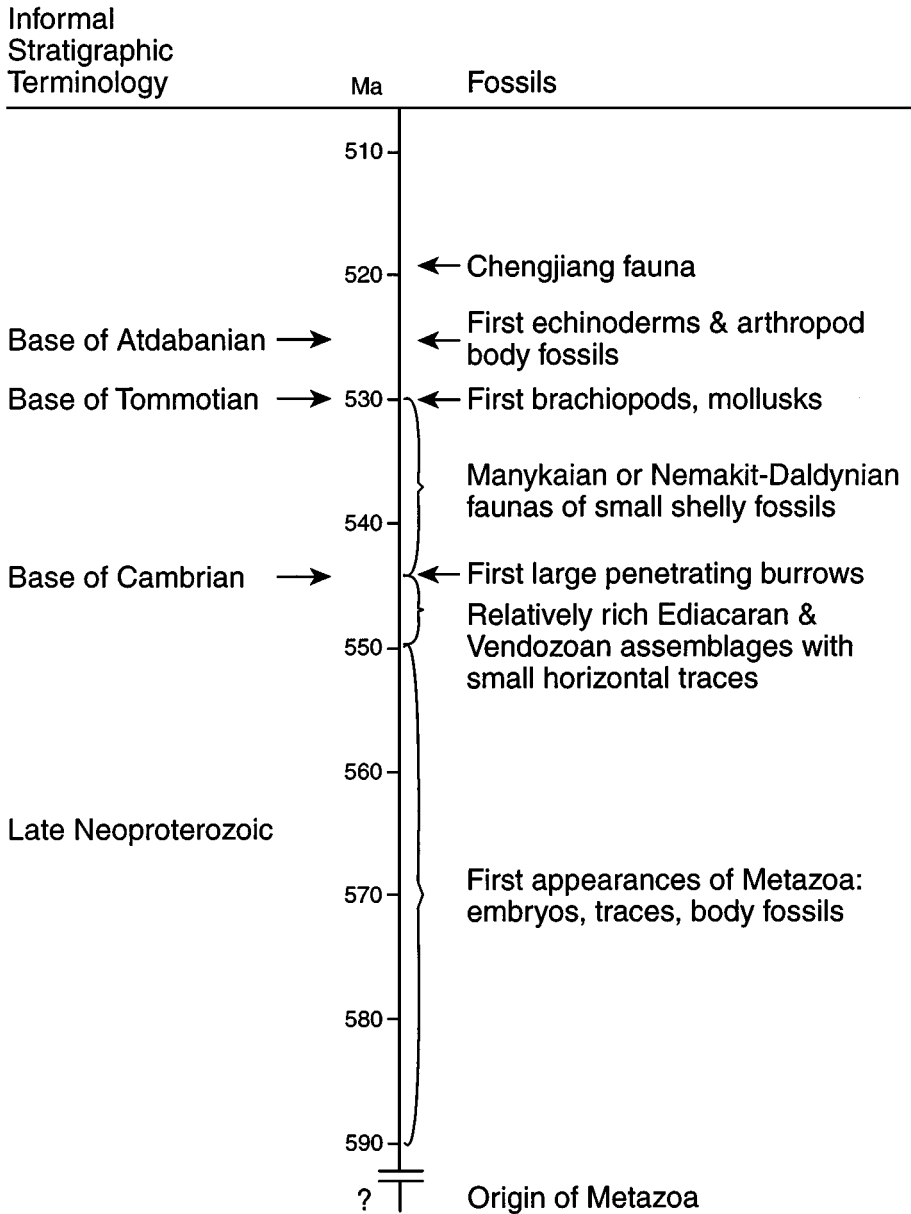 Informal
Stratigraphic
Terminology
Ma
Fossils
510
Chengjiang fauna
520
First echinoderms & arthropod
body fossils
Base of Atdabanian
Base of Tommotian
530
First brachiopods, mollusks
Manykaian or Nemakit-Daldynian
faunas of small shelly fossils
540
Base of Cambrian
First large penetrating burrows
Relatively rich Ediacaran &
Vendozoan assemblages with
small horizontal traces
550
560
Late Neoproterozoic
570
First appearances of Metazoa:
embryos, traces, body fossils
580
590
?
Origin of Metazoa